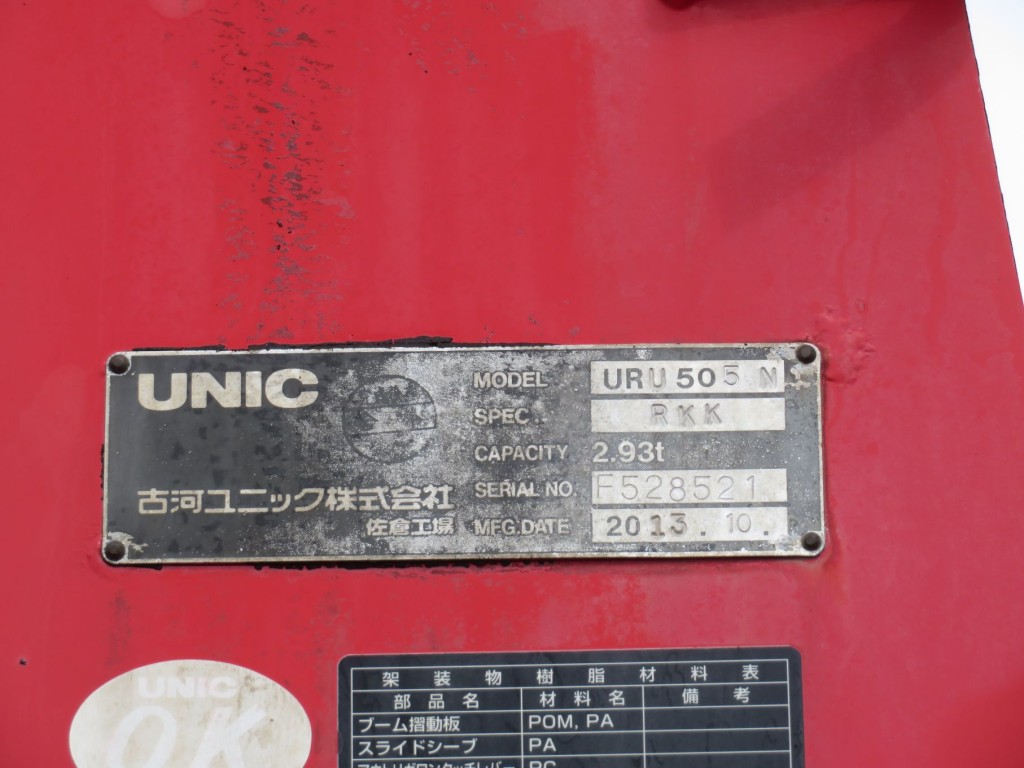 UNIC
MODEL URU505N
SPEC. RKK
CAPACITY 2.93t
古河ユニック株式会社 SERIAL NO. F528521
佐倉工場 MFG.DATE 2013.10.
UNIC
OK
架装物樹脂材料表
部品名 材料名 備考
ブーム摺動板 POM, PA
スライドシーブ PA
PC